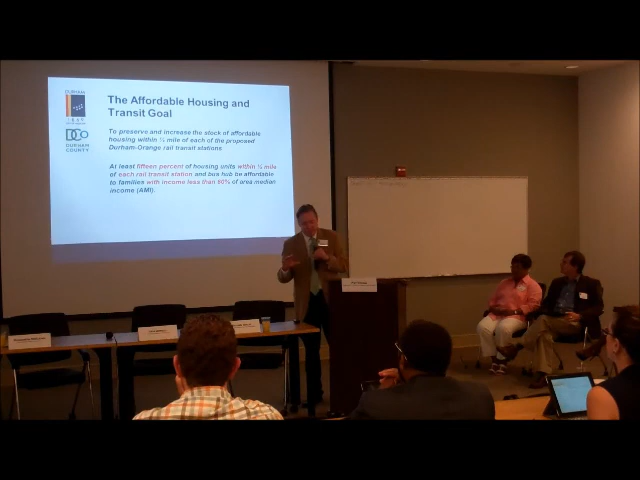 The Affordable Housing and
Transit Goal
To preserve and increase the stock of affordable
housing within ½ mile of each of the proposed
Durham-Orange rail transit stations
At least fifteen percent of housing units within ½ mile
of each rail transit station and bus hub be affordable
to families with income less than 60% of area median
income (AMI).
DURHAM
1869
DCO
DURHAM
COUNTY